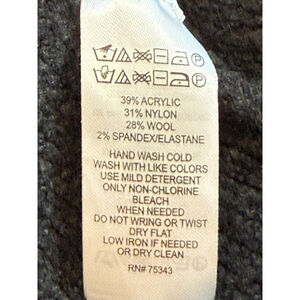 39% ACRYLIC
31% NYLON
28% WOOL
2% SPANDEX/ELASTANE
HAND WASH COLD
WASH WITH LIKE COLORS
USE MILD DETERGENT
ONLY NON-CHLORINE
BLEACH
WHEN NEEDED
DO NOT WRING OR TWIST
DRY FLAT
LOW IRON IF NEEDED
OR DRY CLEAN
RN# 75343